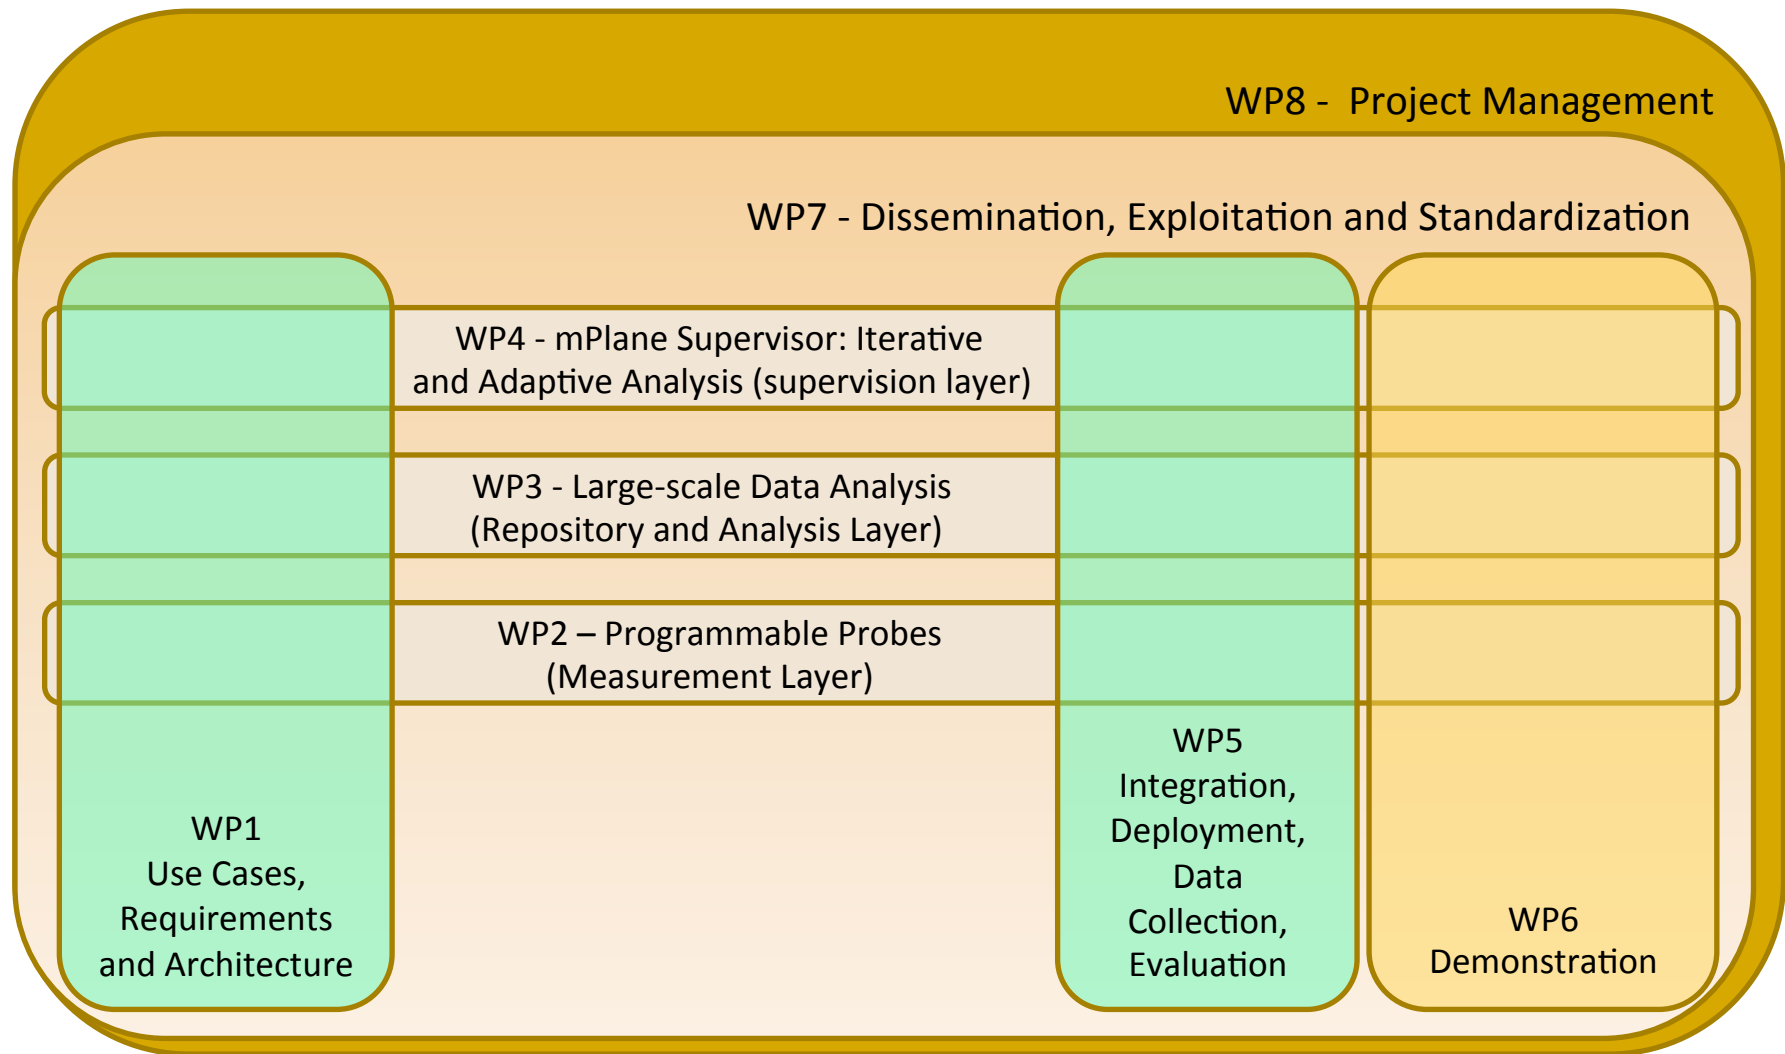 WP8 -  Project Management
WP7 - Dissemination, Exploitation and Standardization
WP4 - mPlane Supervisor: Iterative
and Adaptive Analysis (supervision layer)
WP3 - Large-scale Data Analysis
(Repository and Analysis Layer)
WP2 – Programmable Probes
(Measurement Layer)
WP1
Use Cases,
Requirements
and Architecture
WP5
Integration,
Deployment,
Data
Collection,
Evaluation
WP6
Demonstration